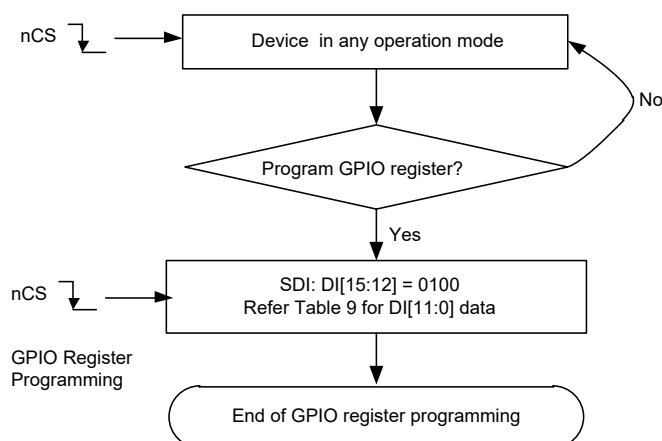 nCS
Device in any operation mode
No
Program GPIO register?
Yes
nCS
SDI: DI[15:12] = 0100
Refer Table 9 for DI[11:0] data
GPIO Register
Programming
End of GPIO register programming